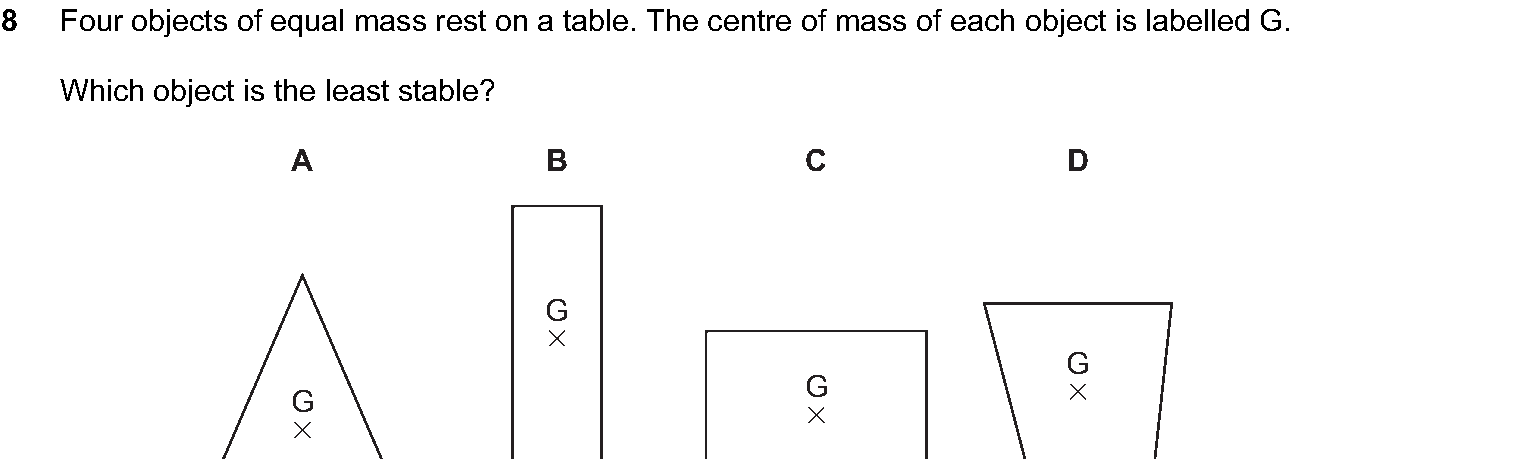 8 Four objects of equal mass rest on a table. The centre of mass of each object is labelled G.
Which object is the least stable?
A B C D
G
G
G
G